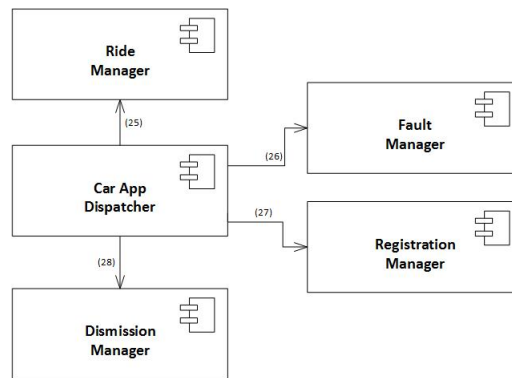 Ride
Manager
(25)
Fault
Manager
(26)
Car App
Dispatcher
(27)
Registration
Manager
(28)
Dismission
Manager